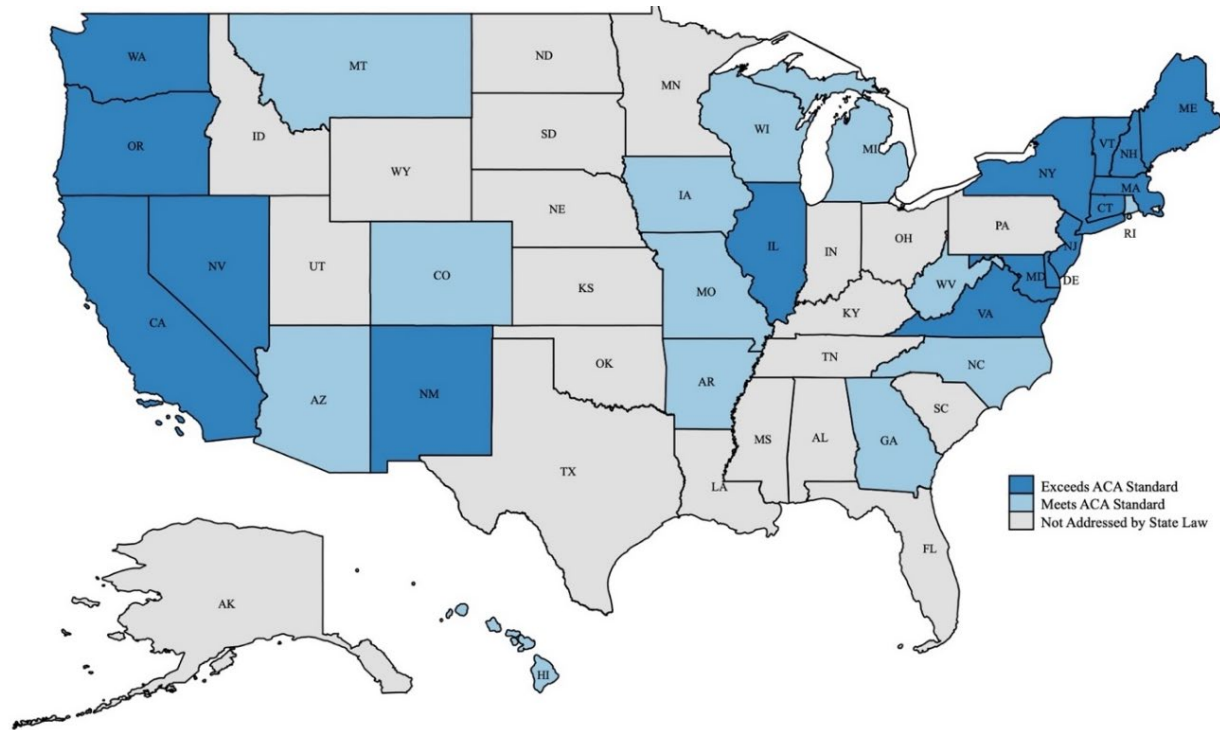 WA
MT
ND
MN
ME
OR
ID
SD
WI
MI
VT
NH
NY
WY
MA
IA
CT
NE
PA
RI
NJ
NV
UT
CO
IL
IN
OH
KS
MO
WV
MD
DE
CA
KY
VA
OK
TN
NC
AZ
NM
AR
SC
MS
AL
GA
TX
LA
FL
Exceeds ACA Standard
Meets ACA Standard
Not Addressed by State Law
AK
HI